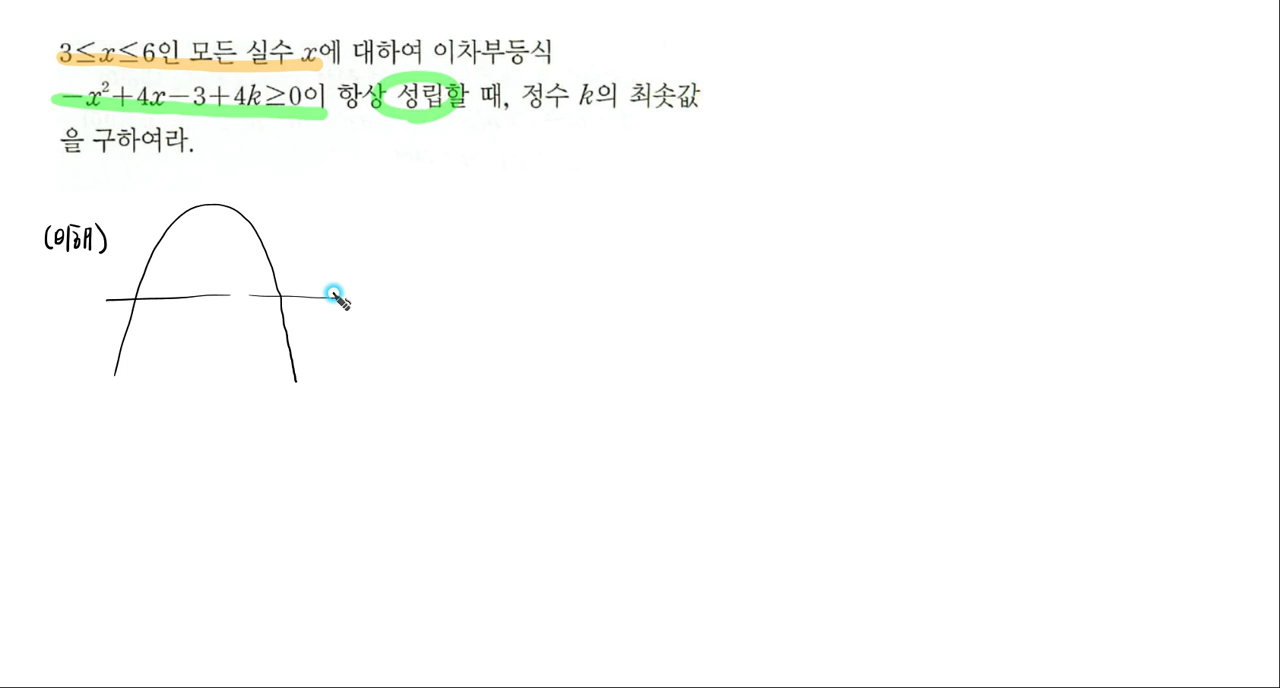 3≤x≤6인 모든 실수 x에 대하여 이차부등식
−x²+4x−3+4k≥0이 항상 성립할 때, 정수 k의 최솟값
을 구하여라.